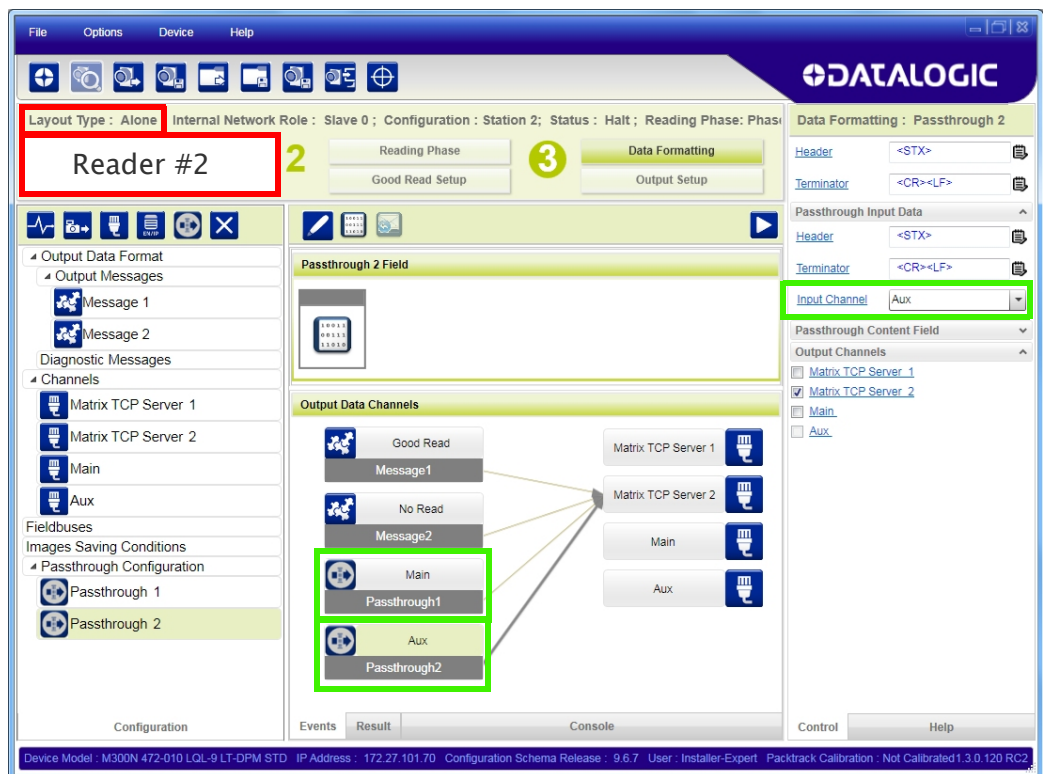 File Options Device Help
DATALOGIC
Layout Type : Alone Internal Network Role : Slave 0 ; Configuration : Station 2; Status : Halt ; Reading Phase: Phas
Reader #2
2
Reading Phase
Good Read Setup
3
Data Formatting
Output Setup
EN/IP
Output Data Format
Output Messages
Message 1
Message 2
Diagnostic Messages
Channels
Matrix TCP Server 1
Matrix TCP Server 2
Main
Aux
Fieldbuses
Images Saving Conditions
Passthrough Configuration
Passthrough 1
Passthrough 2
Configuration
Passthrough 2 Field
10011
00111
11010
Output Data Channels
Good Read
Message1
No Read
Message2
Main
Passthrough1
Aux
Passthrough2
Matrix TCP Server 1
Matrix TCP Server 2
Main
Aux
Events Result Console
Data Formatting : Passthrough 2
Header <STX>
Terminator <CR><LF>
Passthrough Input Data
Header <STX>
Terminator <CR><LF>
Input Channel Aux
Passthrough Content Field
Output Channels
Matrix TCP Server 1
Matrix TCP Server 2
Main
Aux
Control Help
Device Model : M300N 472-010 LQL-9 LT-DPM STD IP Address : 172.27.101.70 Configuration Schema Release : 9.6.7 User : Installer-Expert Packtrack Calibration : Not Calibrated 1.3.0.120 RC2